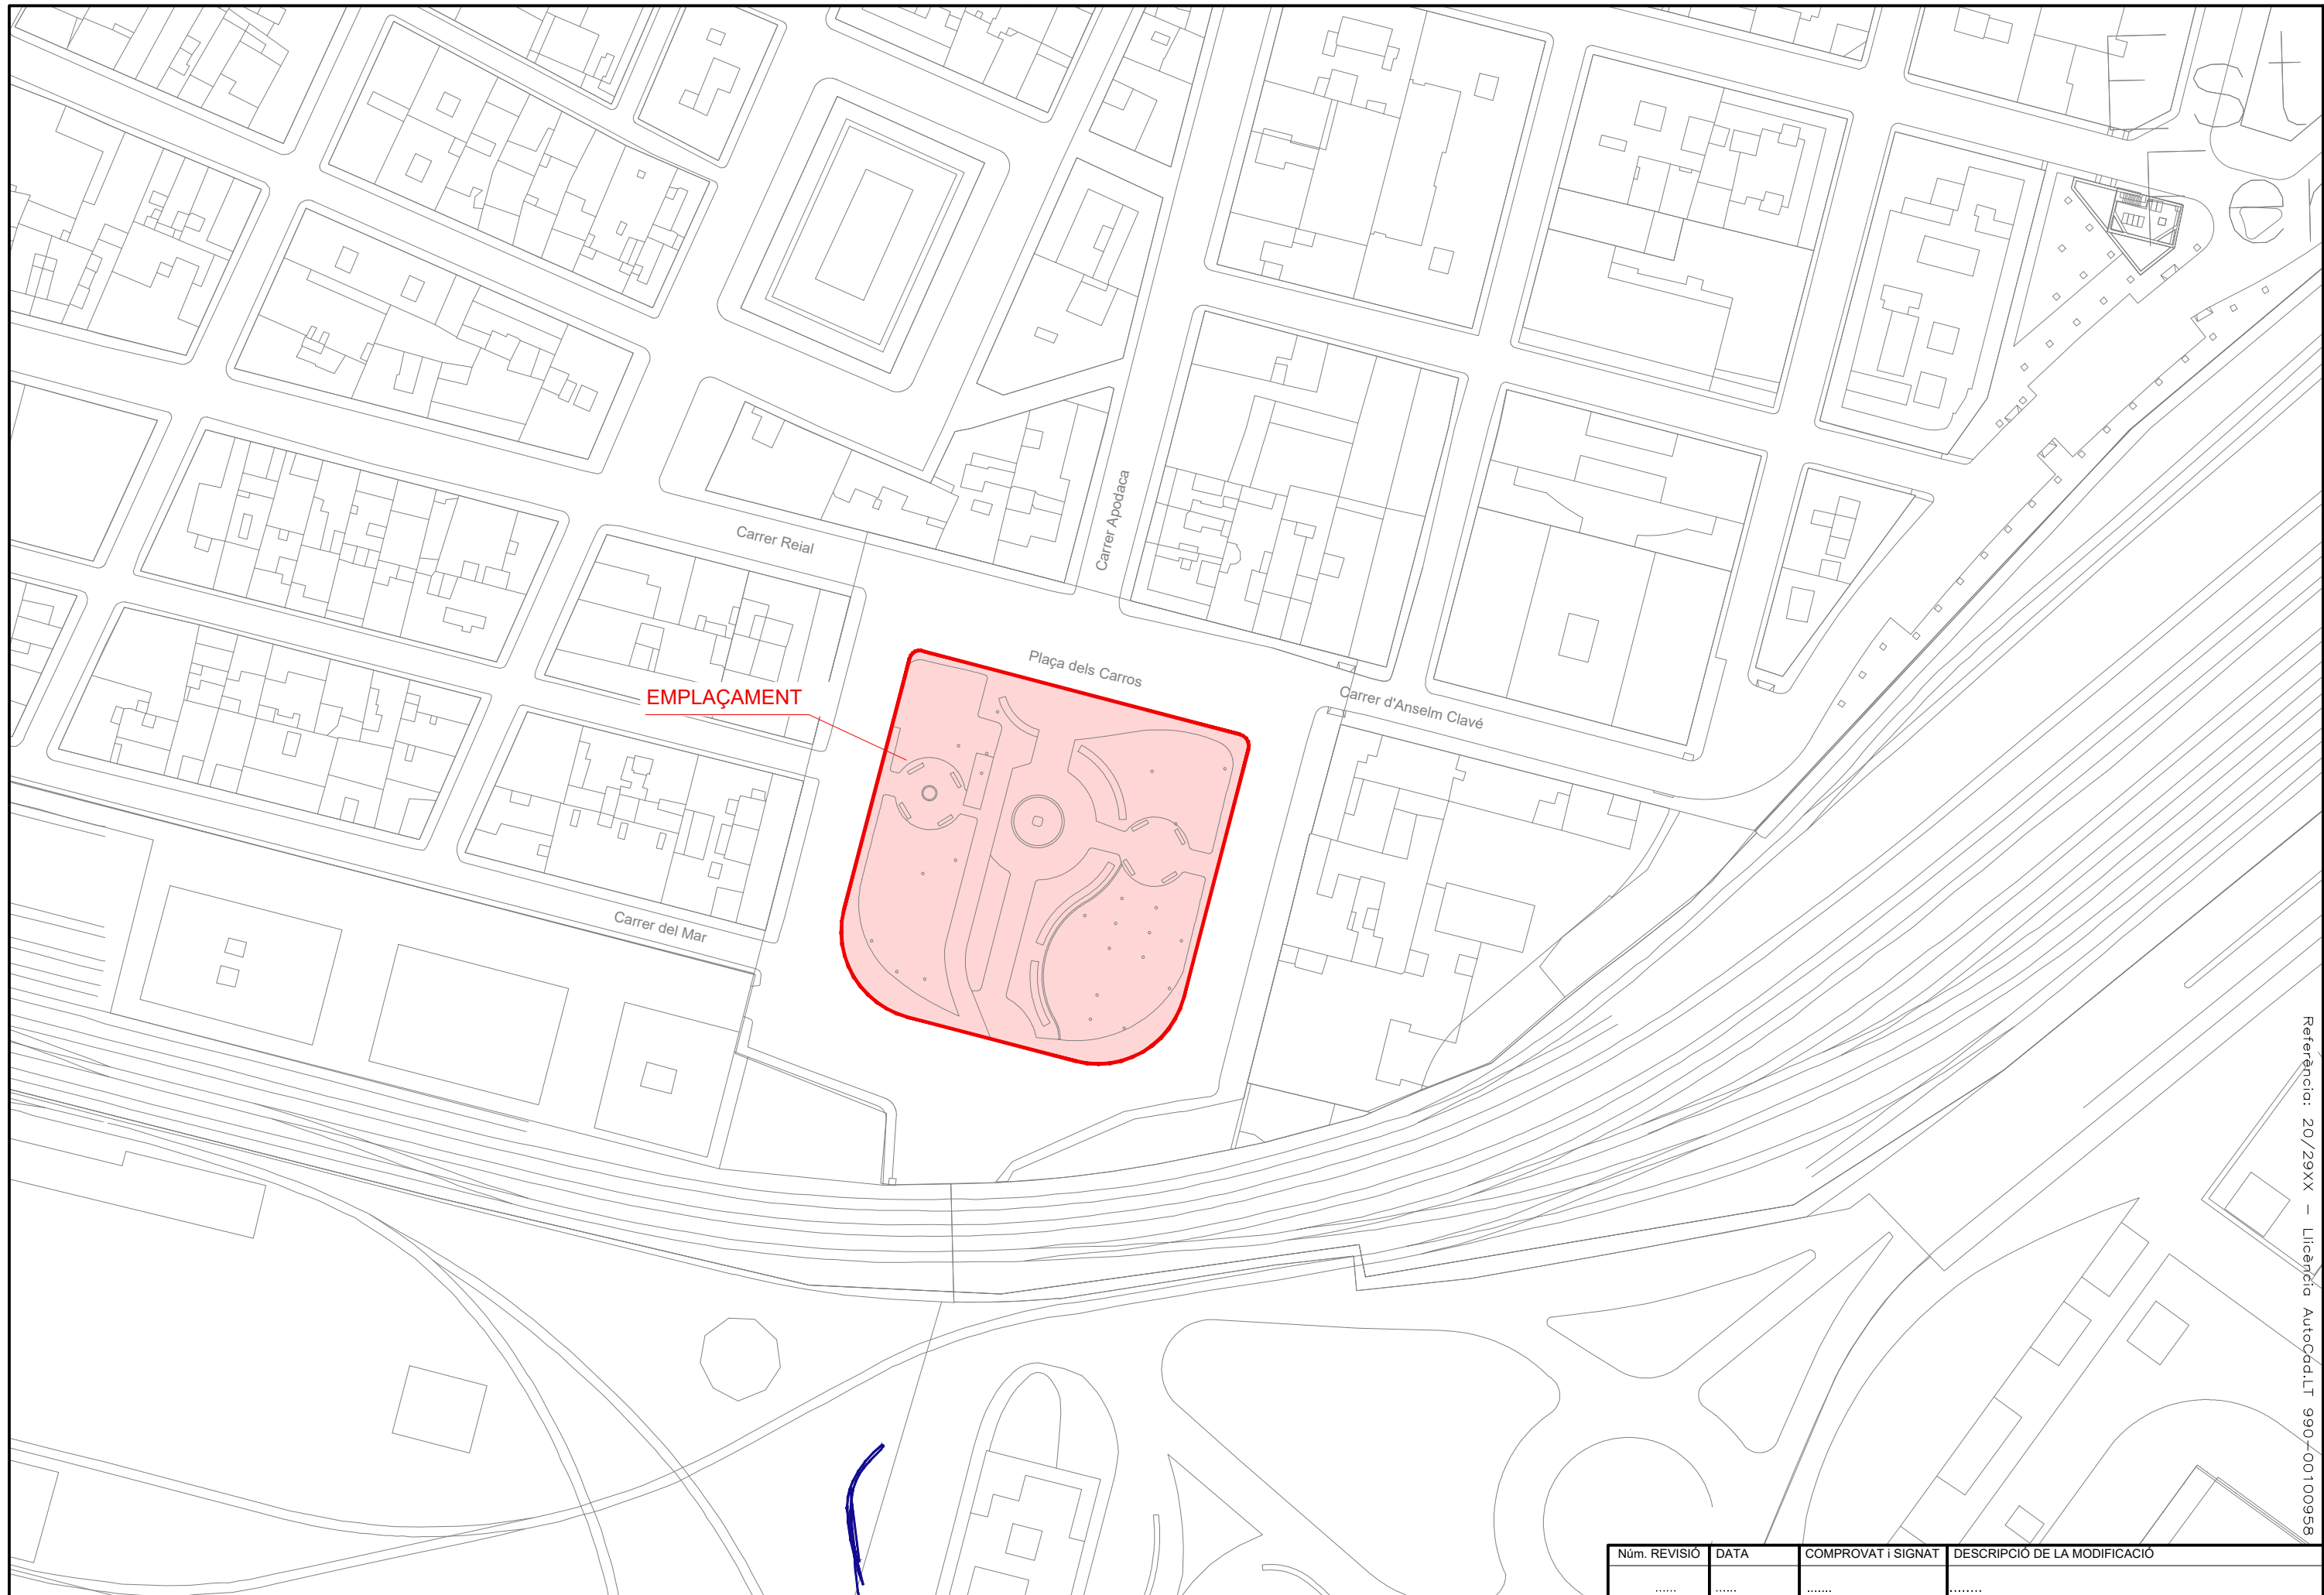 Est
Carrer Apodaca
Carrer Reial
Plaça dels Carros
EMPLAÇAMENT
Carrer d'Anselm Clavé
Carrer del Mar
Referència: 20/29XX - Llicència AutoCad.LT 990-00100958
Núm. REVISIÓ DATA COMPROVAT i SIGNAT DESCRIPCIÓ DE LA MODIFICACIÓ
...... ...... ....... ........